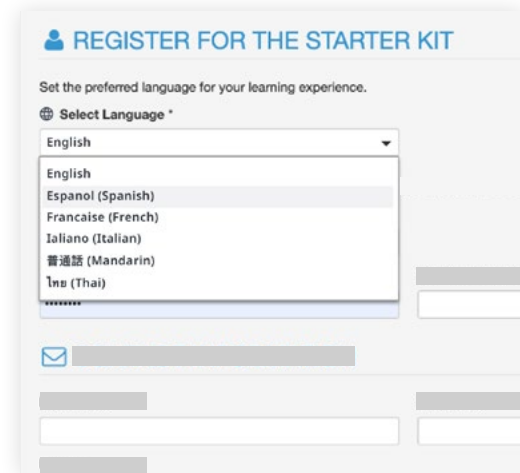 REGISTER FOR THE STARTER KIT
Set the preferred language for your learning experience.
Select Language *
English
English
Espanol (Spanish)
Francaise (French)
Ialiano (Italian)
普通話 (Mandarin)
ไทย (Thai)